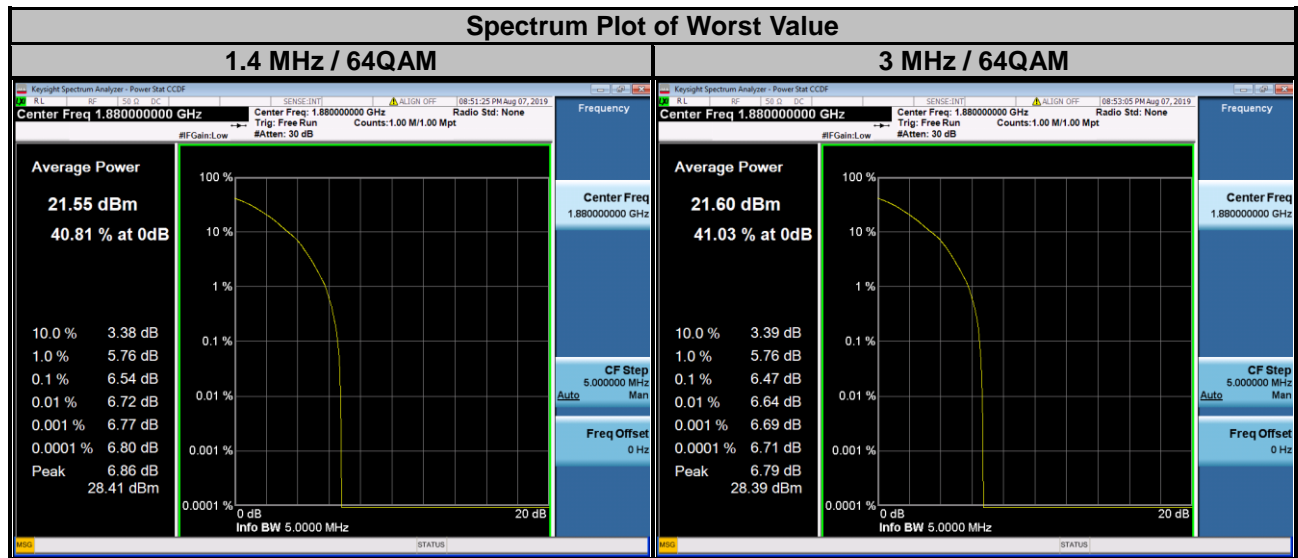 Spectrum Plot of Worst Value
1.4 MHz / 64QAM
3 MHz / 64QAM
Keysight Spectrum Analyzer - Power Stat CCDF
RL RF 50 Ω DC SENSE:INT ALIGN OFF 08:51:25 PM Aug 07, 2019
Center Freq 1.880000000 GHz
Center Freq: 1.880000000 GHz Radio Std: None
Trig: Free Run Counts:1.00 M/1.00 Mpt
#IFGain:Low #Atten: 30 dB
Frequency
Average Power
21.55 dBm
40.81 % at 0dB
10.0 % 3.38 dB
1.0 % 5.76 dB
0.1 % 6.54 dB
0.01 % 6.72 dB
0.001 % 6.77 dB
0.0001 % 6.80 dB
Peak 6.86 dB
28.41 dBm
100 %
10 %
1 %
0.1 %
0.01 %
0.001 %
0.0001 %
0 dB 20 dB
Info BW 5.0000 MHz
Center Freq
1.880000000 GHz
CF Step
5.000000 MHz
Auto Man
Freq Offset
0 Hz
MSG STATUS
Keysight Spectrum Analyzer - Power Stat CCDF
RL RF 50 Ω DC SENSE:INT ALIGN OFF 08:53:05 PM Aug 07, 2019
Center Freq 1.880000000 GHz
Center Freq: 1.880000000 GHz Radio Std: None
Trig: Free Run Counts:1.00 M/1.00 Mpt
#IFGain:Low #Atten: 30 dB
Frequency
Average Power
21.60 dBm
41.03 % at 0dB
10.0 % 3.39 dB
1.0 % 5.76 dB
0.1 % 6.47 dB
0.01 % 6.64 dB
0.001 % 6.69 dB
0.0001 % 6.71 dB
Peak 6.79 dB
28.39 dBm
100 %
10 %
1 %
0.1 %
0.01 %
0.001 %
0.0001 %
0 dB 20 dB
Info BW 5.0000 MHz
Center Freq
1.880000000 GHz
CF Step
5.000000 MHz
Auto Man
Freq Offset
0 Hz
MSG STATUS